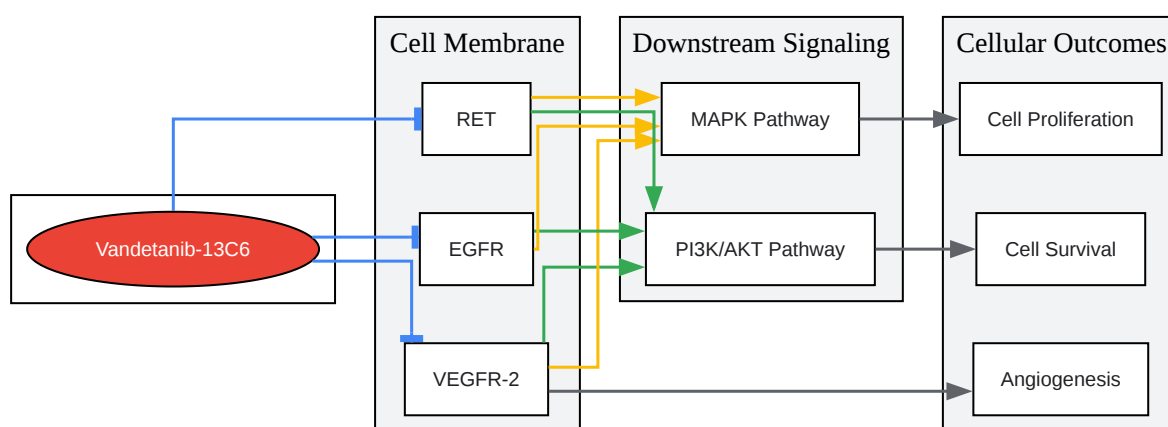 Cell Membrane
Downstream Signaling
Cellular Outcomes
RET
MAPK Pathway
Cell Proliferation
Vandetanib-13C6
EGFR
PI3K/AKT Pathway
Cell Survival
VEGFR-2
Angiogenesis